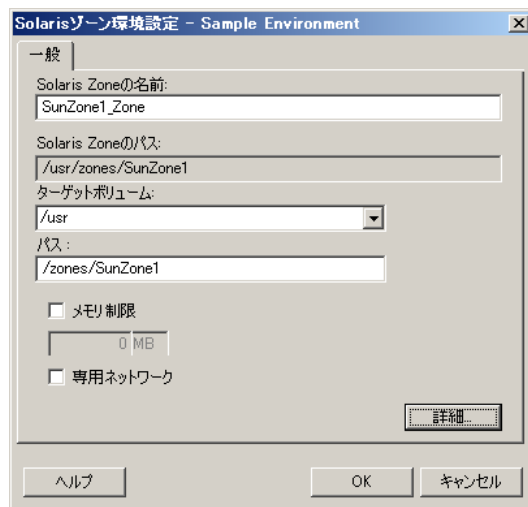 Solarisゾーン環境設定 - Sample Environment
一般
Solaris Zoneの名前:
SunZone1_Zone
Solaris Zoneのパス:
/usr/zones/SunZone1
ターゲットボリューム:
/usr
パス :
/zones/SunZone1
メモリ制限
0 MB
専用ネットワーク
詳細...
ヘルプ
OK
キャンセル